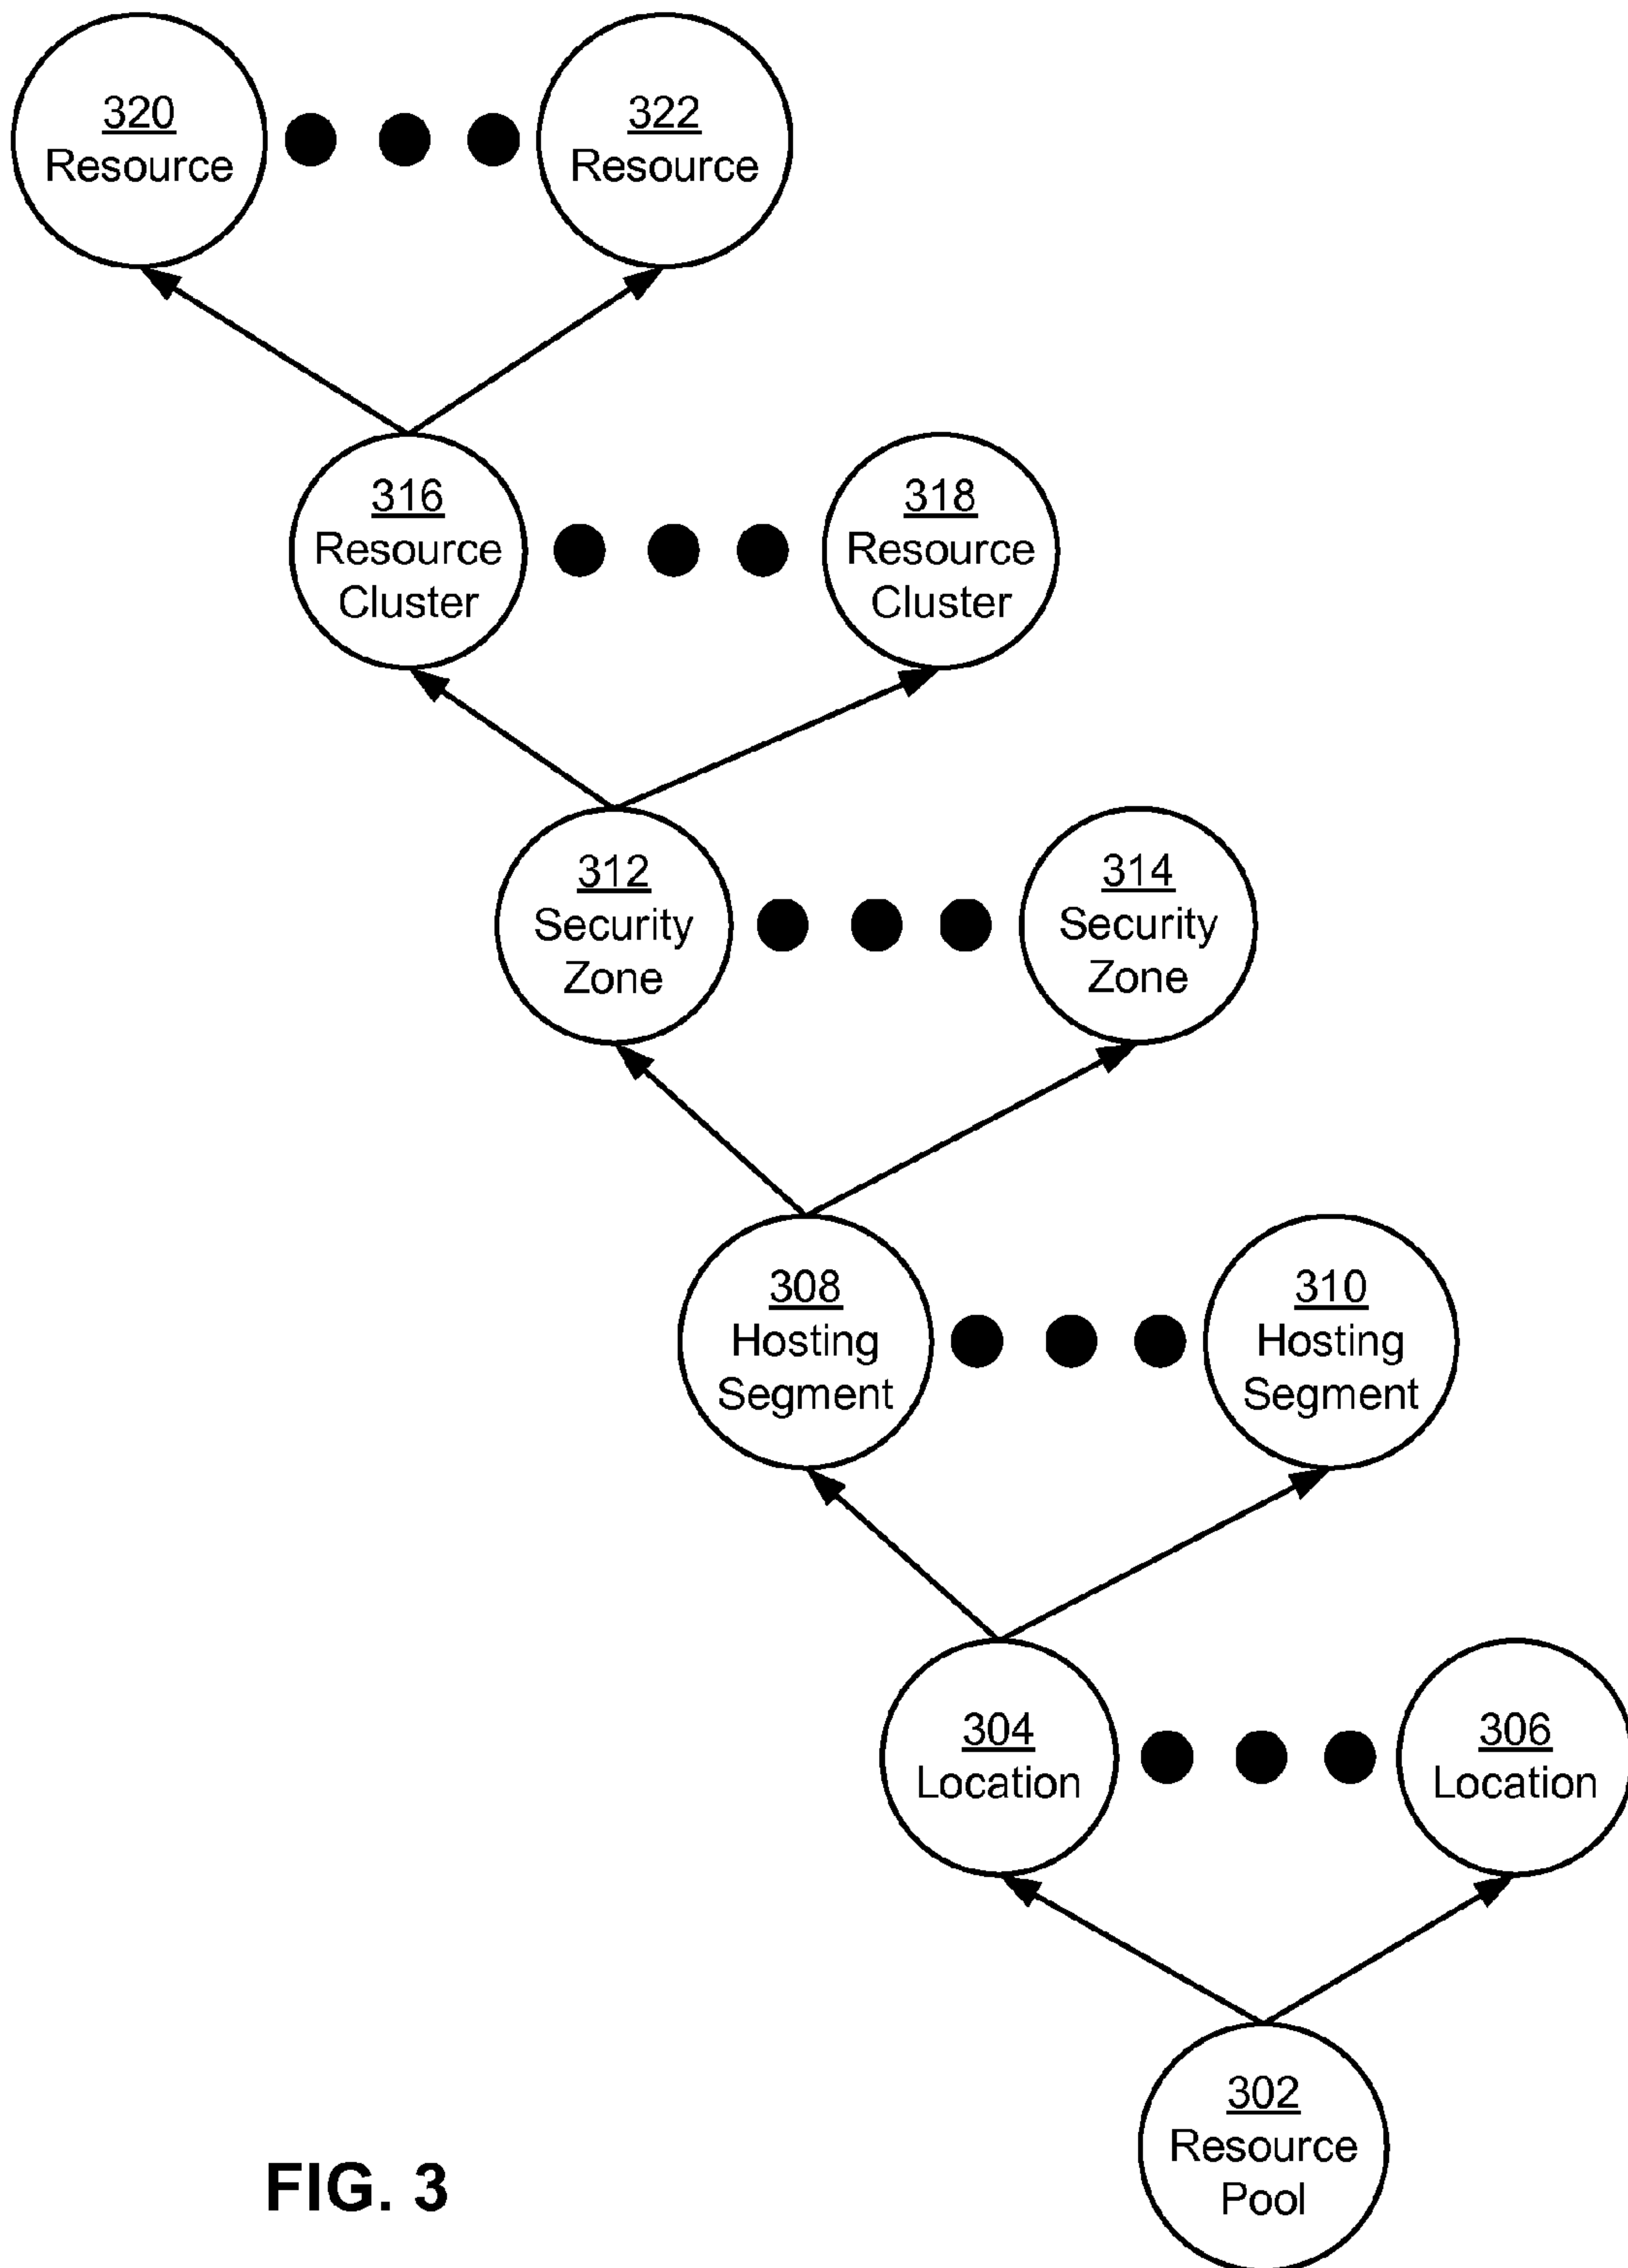 320
Resource
322
Resource
316
Resource
Cluster
318
Resource
Cluster
312
Security
Zone
314
Security
Zone
308
Hosting
Segment
310
Hosting
Segment
304
Location
306
Location
302
Resource
Pool
FIG. 3